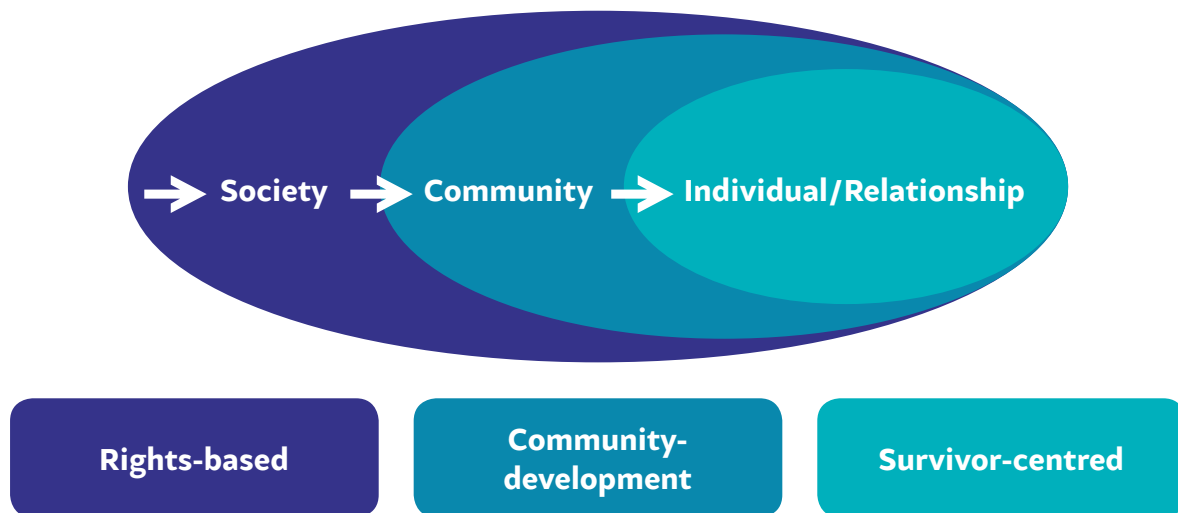 Society Community Individual/Relationship
Rights-based
Community-
development
Survivor-centred